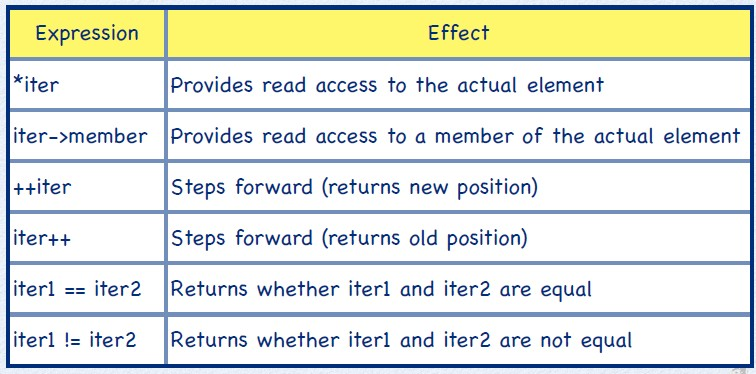 Expression Effect
*iter Provides read access to the actual element
iter->member Provides read access to a member of the actual element
++iter Steps forward (returns new position)
iter++ Steps forward (returns old position)
iter1 == iter2 Returns whether iter1 and iter2 are equal
iter1 != iter2 Returns whether iter1 and iter2 are not equal